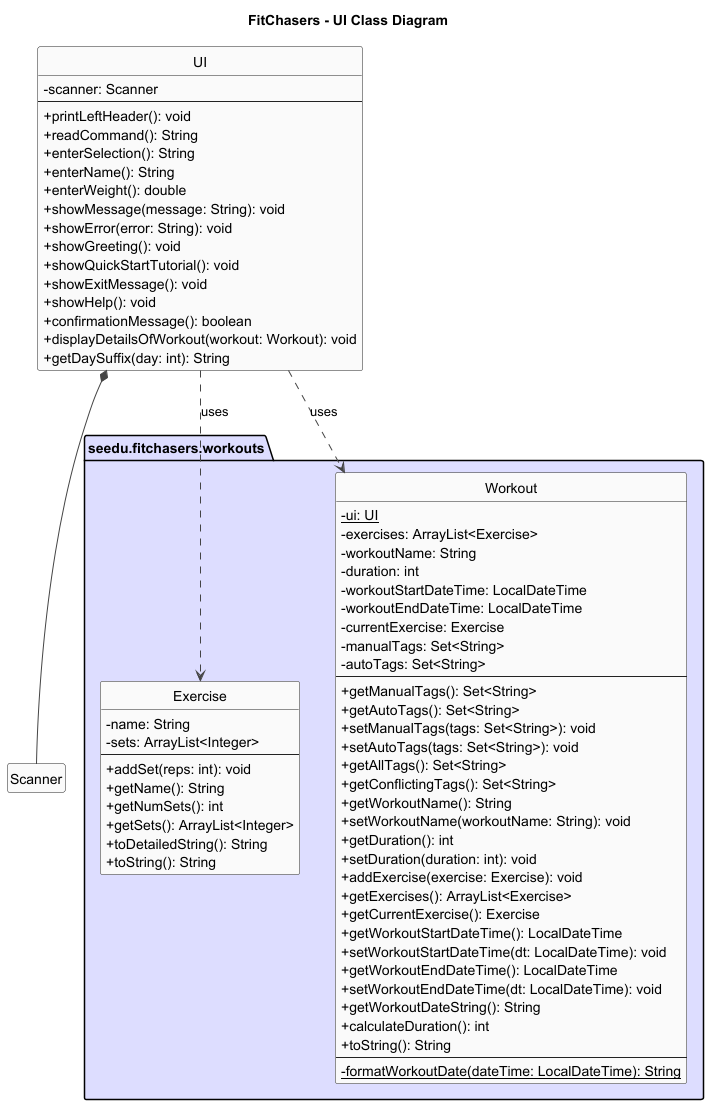 FitChasers - UI Class Diagram
UI
-scanner: Scanner
+printLeftHeader(): void
+readCommand(): String
+enterSelection(): String
+enterName(): String
+enterWeight(): double
+showMessage(message: String): void
+showError(error: String): void
+showGreeting(): void
+showQuickStartTutorial(): void
+showExitMessage(): void
+showHelp(): void
+confirmationMessage(): boolean
+displayDetailsOfWorkout(workout: Workout): void
+getDaySuffix(day: int): String
uses
uses
seedu.fitchasers.workouts
Workout
-ui: UI
-exercises: ArrayList<Exercise>
-workoutName: String
-duration: int
-workoutStartDateTime: LocalDateTime
-workoutEndDateTime: LocalDateTime
-currentExercise: Exercise
-manualTags: Set<String>
-autoTags: Set<String>
+getManualTags(): Set<String>
+getAutoTags(): Set<String>
+setManualTags(tags: Set<String>): void
+setAutoTags(tags: Set<String>): void
+getAllTags(): Set<String>
+getConflictingTags(): Set<String>
+getWorkoutName(): String
+setWorkoutName(workoutName: String): void
+getDuration(): int
+setDuration(duration: int): void
+addExercise(exercise: Exercise): void
+getExercises(): ArrayList<Exercise>
+getCurrentExercise(): Exercise
+getWorkoutStartDateTime(): LocalDateTime
+setWorkoutStartDateTime(dt: LocalDateTime): void
+getWorkoutEndDateTime(): LocalDateTime
+setWorkoutEndDateTime(dt: LocalDateTime): void
+getWorkoutDateString(): String
+calculateDuration(): int
+toString(): String
-formatWorkoutDate(dateTime: LocalDateTime): String
Exercise
-name: String
-sets: ArrayList<Integer>
+addSet(reps: int): void
+getName(): String
+getNumSets(): int
+getSets(): ArrayList<Integer>
+toDetailedString(): String
+toString(): String
Scanner